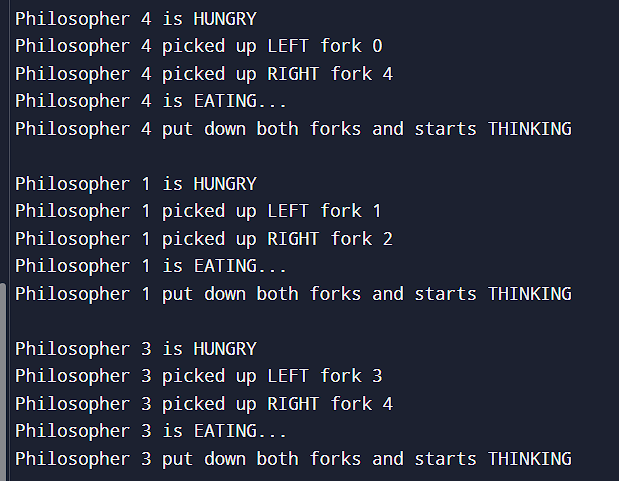 Philosopher 4 is HUNGRY
Philosopher 4 picked up LEFT fork 0
Philosopher 4 picked up RIGHT fork 4
Philosopher 4 is EATING...
Philosopher 4 put down both forks and starts THINKING

Philosopher 1 is HUNGRY
Philosopher 1 picked up LEFT fork 1
Philosopher 1 picked up RIGHT fork 2
Philosopher 1 is EATING...
Philosopher 1 put down both forks and starts THINKING

Philosopher 3 is HUNGRY
Philosopher 3 picked up LEFT fork 3
Philosopher 3 picked up RIGHT fork 4
Philosopher 3 is EATING...
Philosopher 3 put down both forks and starts THINKING